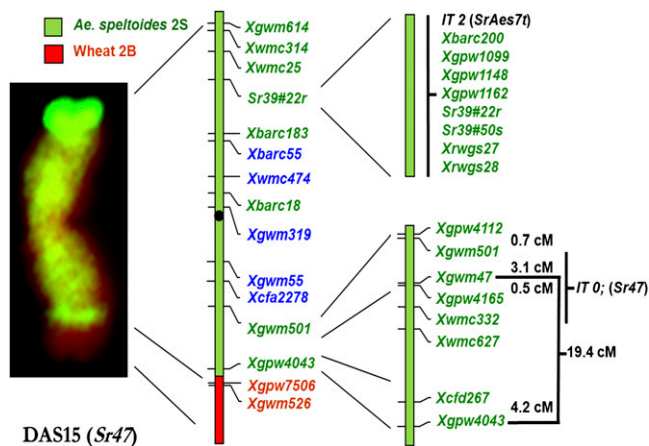 Ae. speltoides 2S
Wheat 2B
DAS15 (Sr47)
Xgwm614
Xwmc314
Xwmc25
Sr39#22r
Xbarc183
Xbarc55
Xwmc474
Xbarc18
Xgwm319
Xgwm55
Xcfa2278
Xgwm501
Xgpw4043
Xgpw7506
Xgwm526
IT 2 (SrAes7t)
Xbarc200
Xgpw1099
Xgpw1148
Xgpw1162
Sr39#22r
Sr39#50s
Xrwgs27
Xrwgs28
Xgpw4112
0.7 cM
Xgwm501
Xgwm47
3.1 cM
0.5 cM
IT 0; (Sr47)
Xgpw4165
Xwmc332
Xwmc627
19.4 cM
Xcfd267
4.2 cM
Xgpw4043